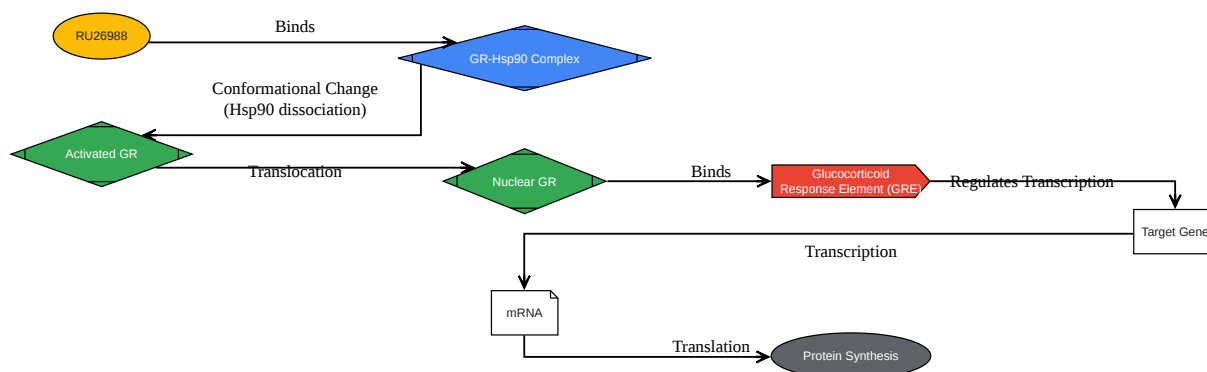 RU26988
Binds
GR-Hsp90 Complex
Conformational Change
(Hsp90 dissociation)
Activated GR
Translocation
Nuclear GR
Binds
Glucocorticoid
Response Element (GRE)
Regulates Transcription
Target Gene
Transcription
mRNA
Translation
Protein Synthesis